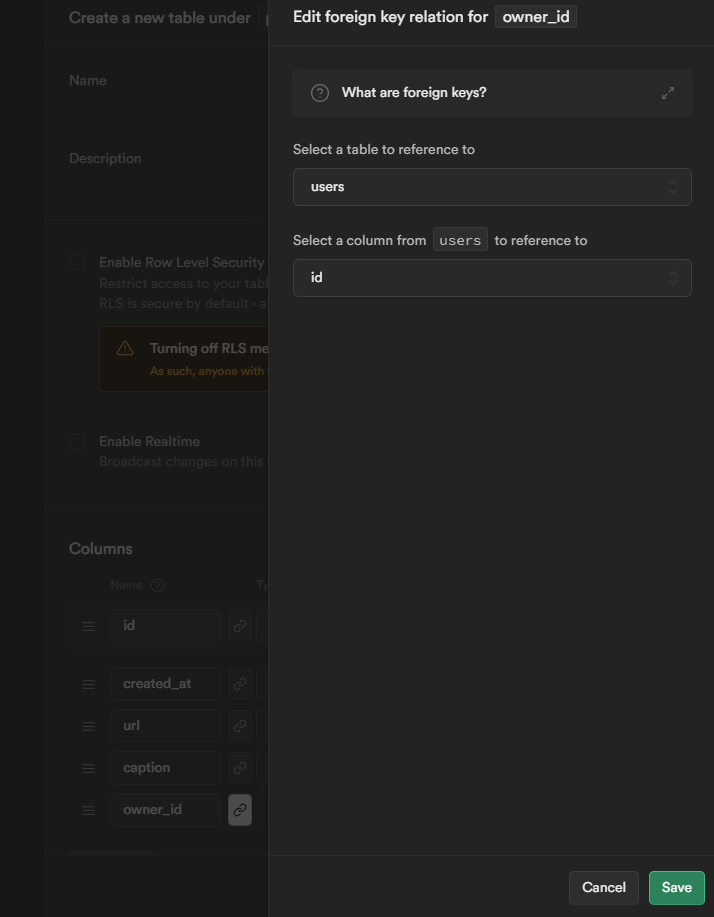 Create a new table under
Name
Description
Enable Row Level Security
Restrict access to your tabl
RLS is secure by default - a
Turning off RLS me
As such, anyone with
Enable Realtime
Broadcast changes on this
Columns
Name
Ty
id
created_at
url
caption
owner_id
Edit foreign key relation for owner_id
What are foreign keys?
Select a table to reference to
users
Select a column from users to reference to
id
Cancel
Save